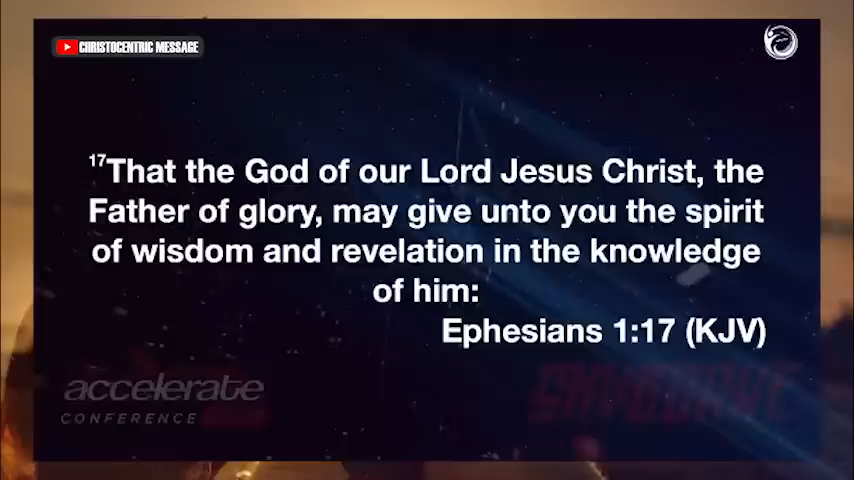 CHRISTOCENTRIC MESSAGE
17That the God of our Lord Jesus Christ, the
Father of glory, may give unto you the spirit
of wisdom and revelation in the knowledge
of him:
Ephesians 1:17 (KJV)
accelerate
CONFERENCE